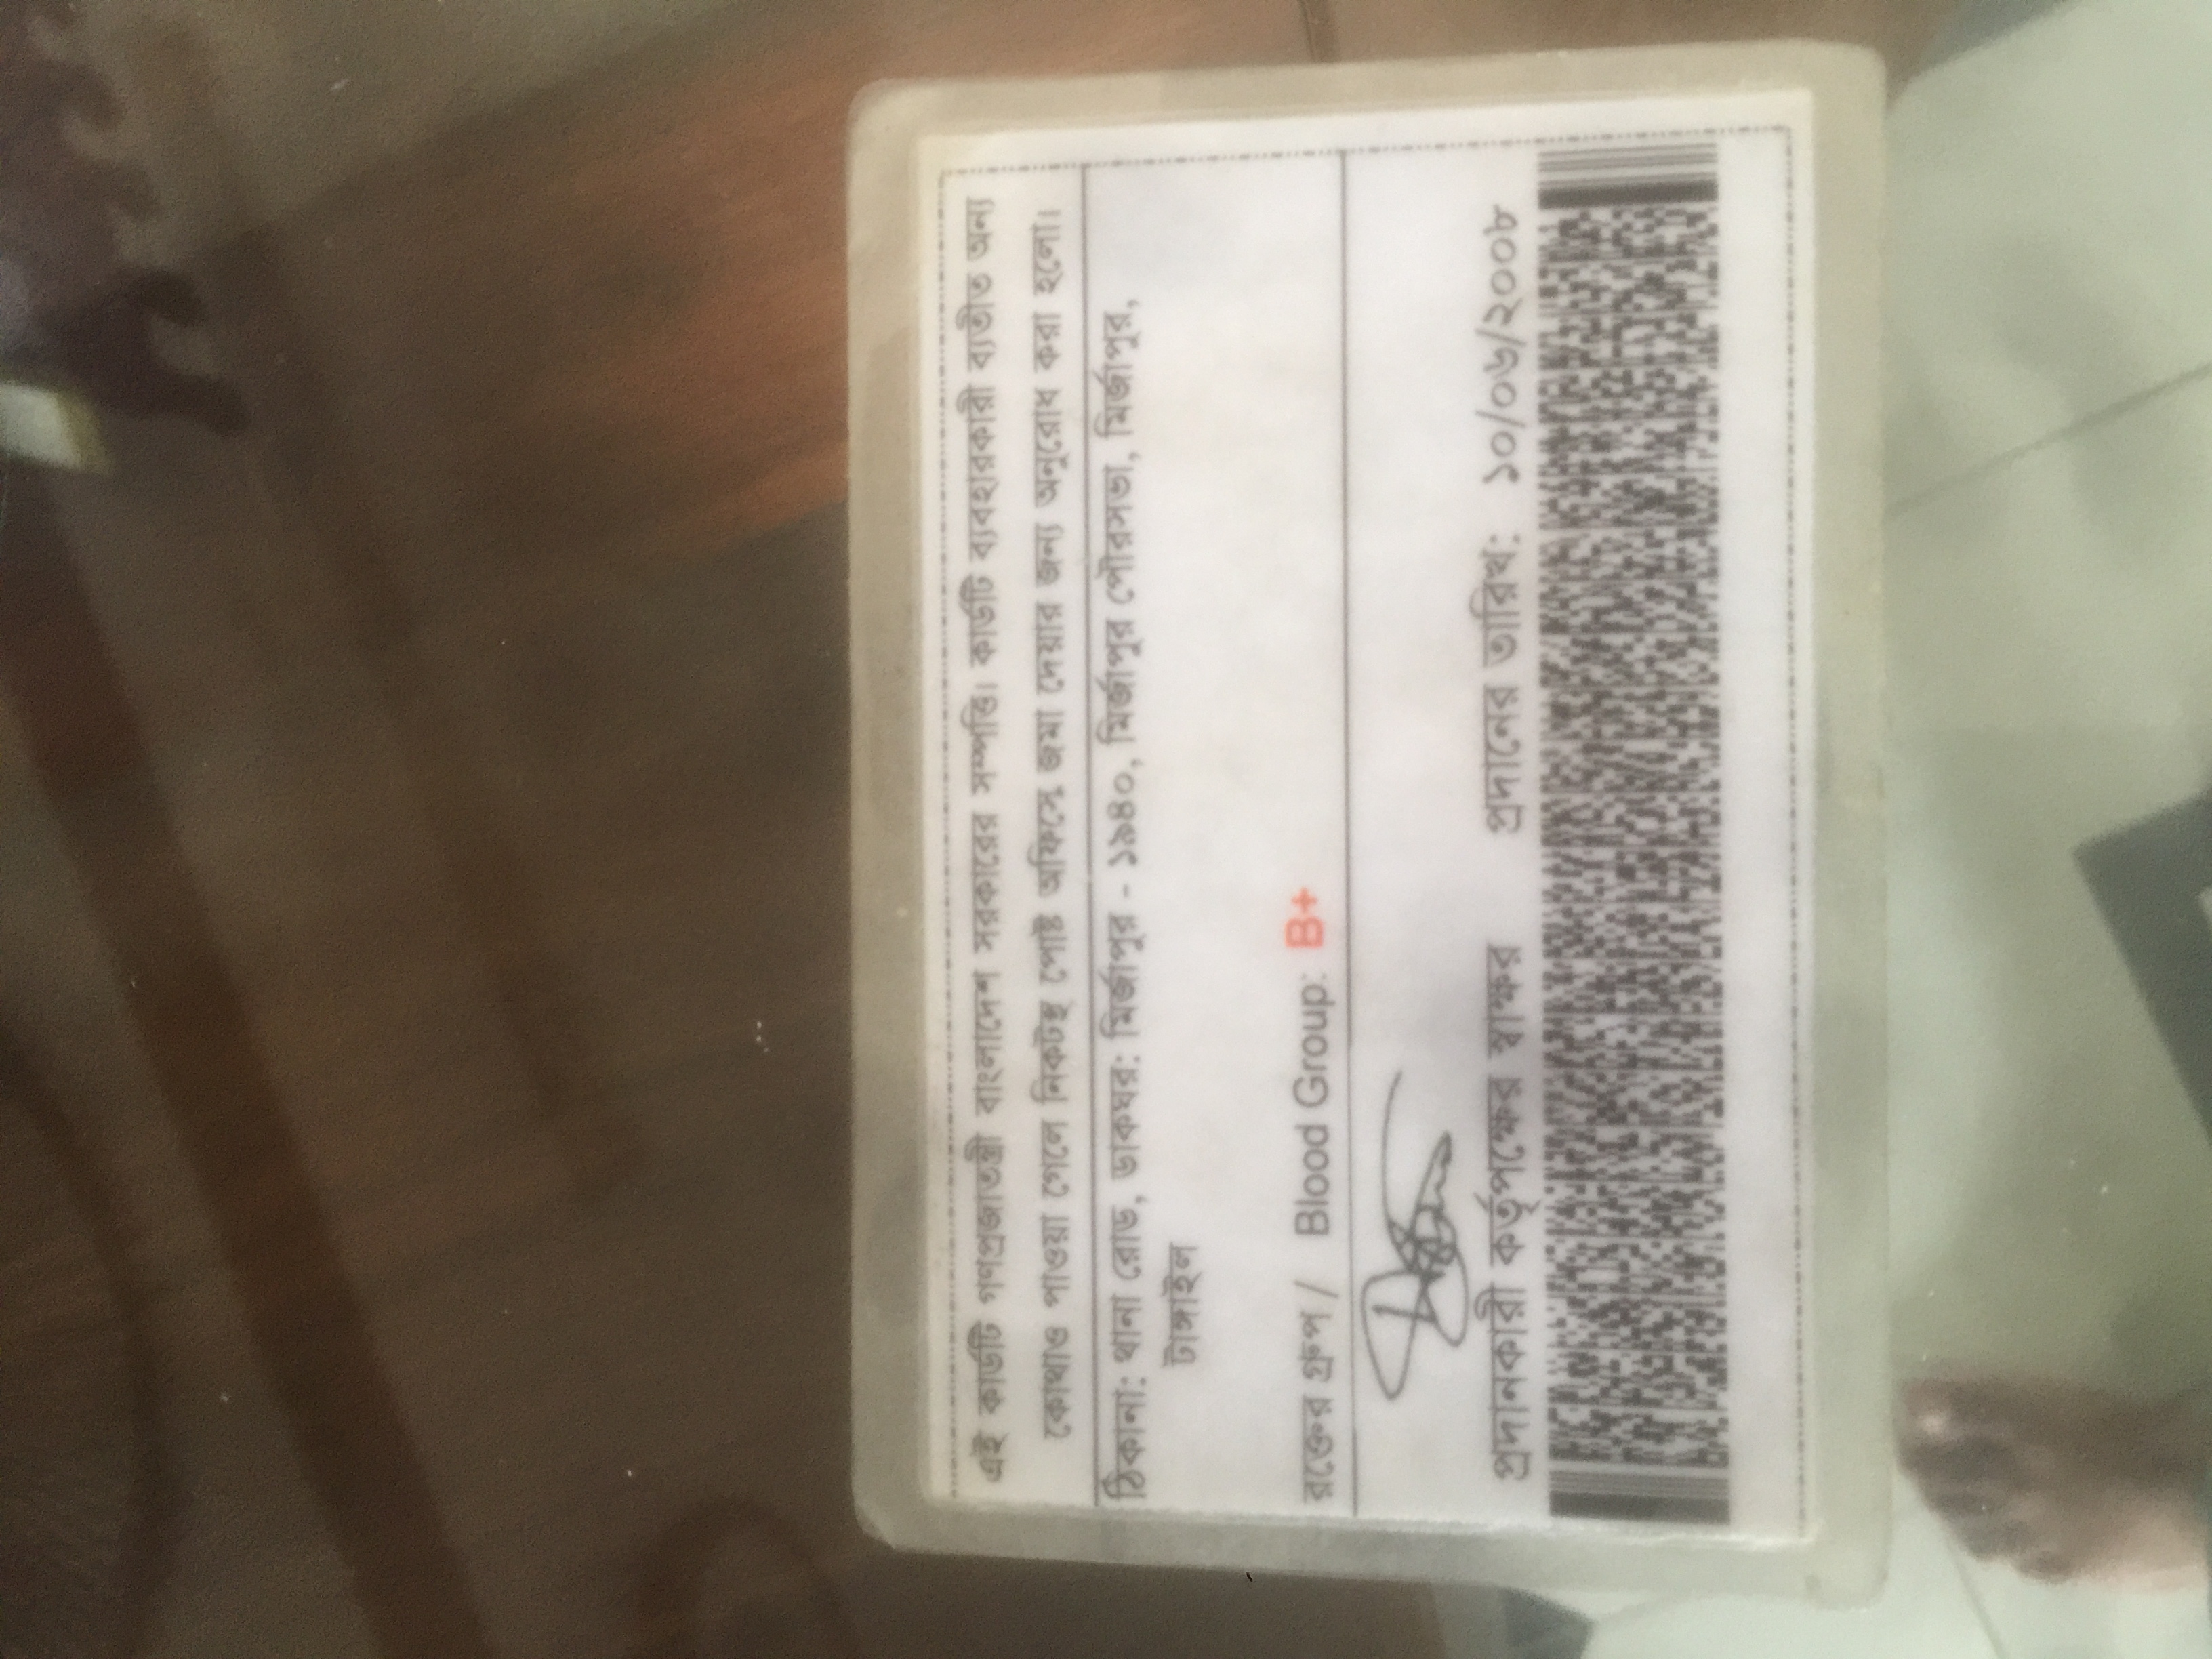 এই কার্ডটি গণপ্রজাতন্ত্রী বাংলাদেশ সরকারের সম্পত্তি। কার্ডটি ব্যবহারকারী ব্যতীত অন্য
কোথাও পাওয়া গেলে নিকটস্থ পোষ্ট অফিসে জমা দেয়ার জন্য অনুরোধ করা হলো।
ঠিকানা: থানা রোড, ডাকঘর: মির্জাপুর - ১৯৪০, মির্জাপুর পৌরসভা, মির্জাপুর,
টাঙ্গাইল
রক্তের গ্রুপ / Blood Group: B+
প্রদানকারী কর্তৃপক্ষের স্বাক্ষর প্রদানের তারিখ: ১০/০৬/২০০৮